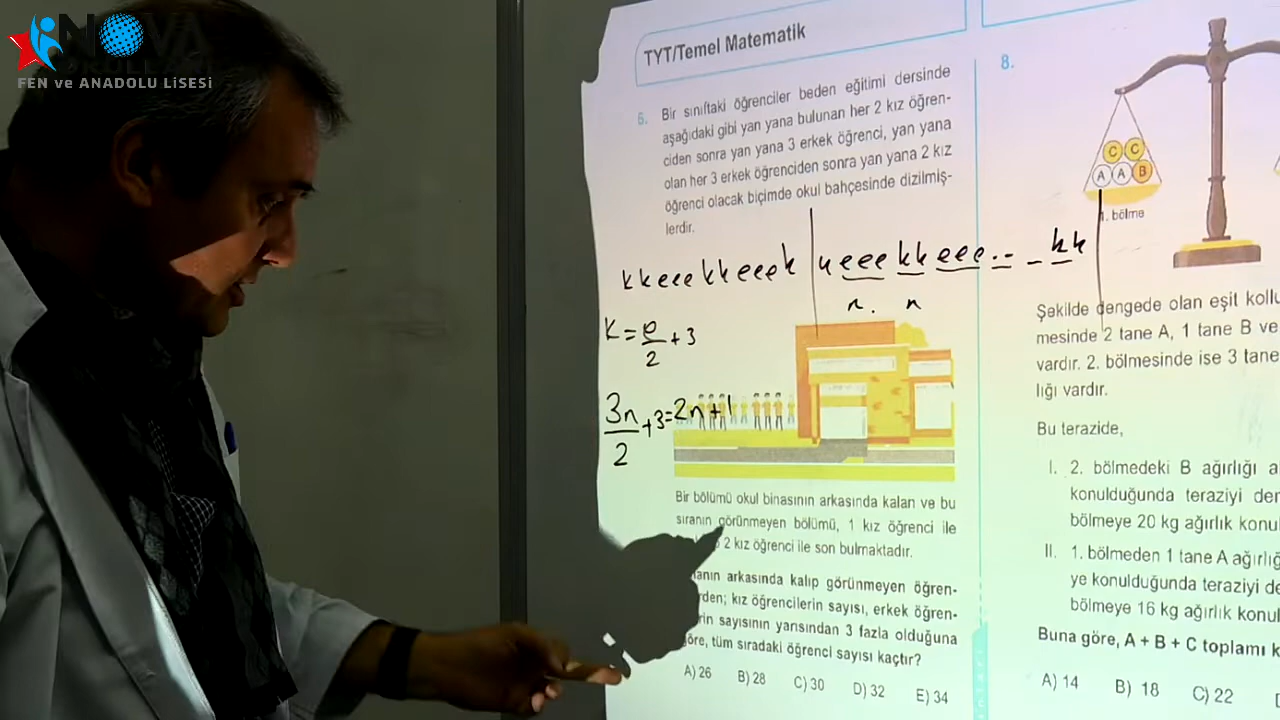 NOVA
FEN ve ANADOLU LİSESİ
TYT/Temel Matematik
6. Bir sınıftaki öğrenciler beden eğitimi dersinde
aşağıdaki gibi yan yana bulunan her 2 kız öğren-
ciden sonra yan yana 3 erkek öğrenci, yan yana
olan her 3 erkek öğrenciden sonra yan yana 2 kız
öğrenci olacak biçimde okul bahçesinde dizilmiş-
lerdir.
kkeeekkeeek keeekkeee.. _ kk
n. n
K = e/2 + 3
3n/2 + 3 = 2n+1
Bir bölümü okul binasının arkasında kalan ve bu
sıranın görünmeyen bölümü, 1 kız öğrenci ile
2 kız öğrenci ile son bulmaktadır.
arkasında kalıp görünmeyen öğren-
kız öğrencilerin sayısı, erkek öğren-
sayısının yarısından 3 fazla olduğuna
göre, tüm sıradaki öğrenci sayısı kaçtır?
A) 26 B) 28 C) 30 D) 32 E) 34
8.
C C
A A B
1. bölme
Şekilde dengede olan eşit kollu
mesinde 2 tane A, 1 tane B ve
vardır. 2. bölmesinde ise 3 tane
lığı vardır.
Bu terazide,
I. 2. bölmedeki B ağırlığı
konulduğunda teraziyi
bölmeye 20 kg ağırlık
II. 1. bölmeden 1 tane A
ye konulduğunda teraziyi
bölmeye 16 kg ağırlık
Buna göre, A + B + C toplamı
A) 14 B) 18 C) 22